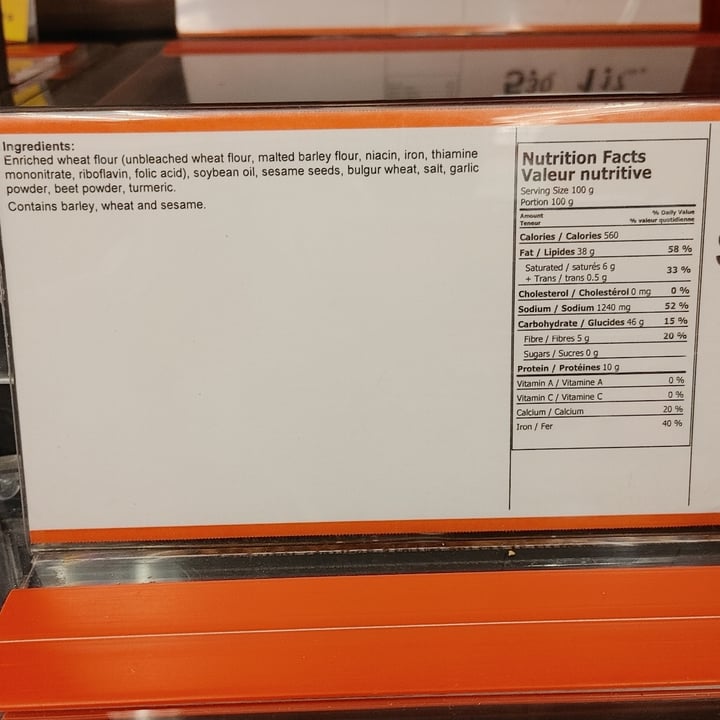 Ingredients:
Enriched wheat flour (unbleached wheat flour, malted barley flour, niacin, iron, thiamine
mononitrate, riboflavin, folic acid), soybean oil, sesame seeds, bulgur wheat, salt, garlic
powder, beet powder, turmeric.
Contains barley, wheat and sesame.
Nutrition Facts
Valeur nutritive
Serving Size 100 g
Portion 100 g
Amount % Daily Value
Teneur % valeur quotidienne
Calories / Calories 560
Fat / Lipides 38 g 58 %
Saturated / saturés 6 g
+ Trans / trans 0.5 g 33 %
Cholesterol / Cholestérol 0 mg 0 %
Sodium / Sodium 1240 mg 52 %
Carbohydrate / Glucides 46 g 15 %
Fibre / Fibres 5 g 20 %
Sugars / Sucres 0 g
Protein / Protéines 10 g
Vitamin A / Vitamine A 0 %
Vitamin C / Vitamine C 0 %
Calcium / Calcium 20 %
Iron / Fer 40 %